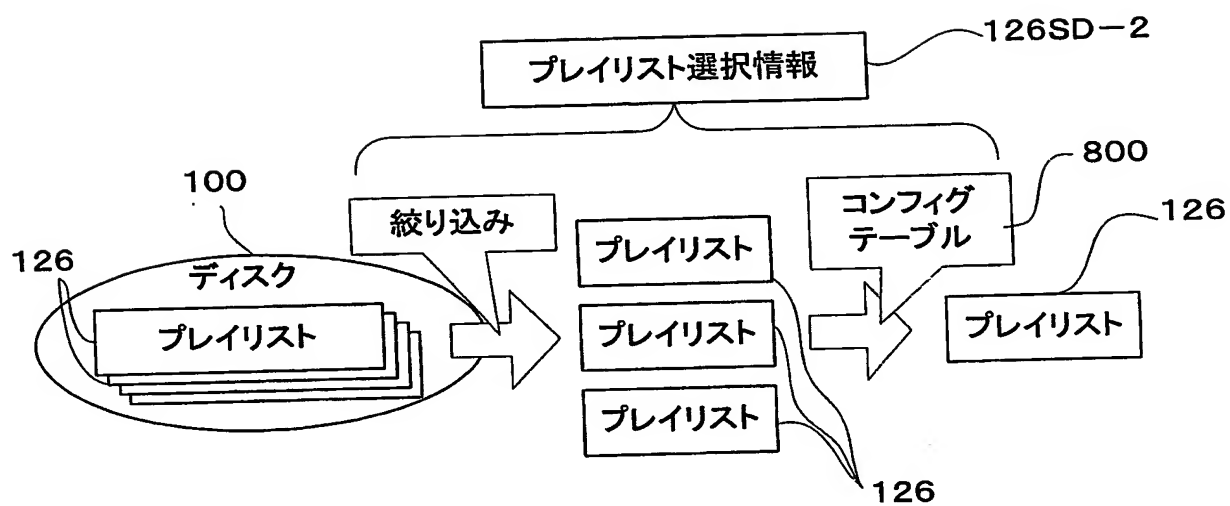 126SD-2
プレイリスト選択情報
800
100
絞り込み
コンフィグ
テーブル
126
126
ディスク
プレイリスト
プレイリスト
プレイリスト
プレイリスト
プレイリスト
126